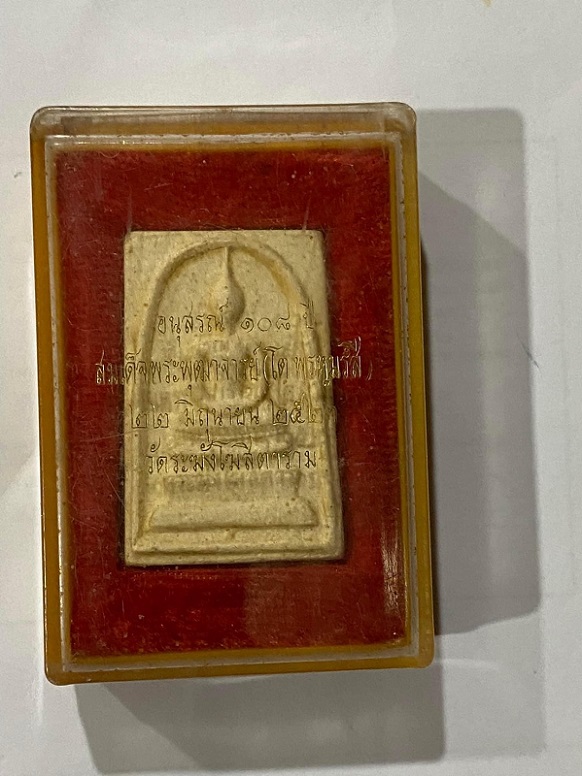 อนุสรณ์ ๑๐๘ ปี
สมเด็จพระพุฒาจารย์ (โต พรหมรังสี)
๒๒ มิถุนายน
วัดระฆังโฆสิตาราม